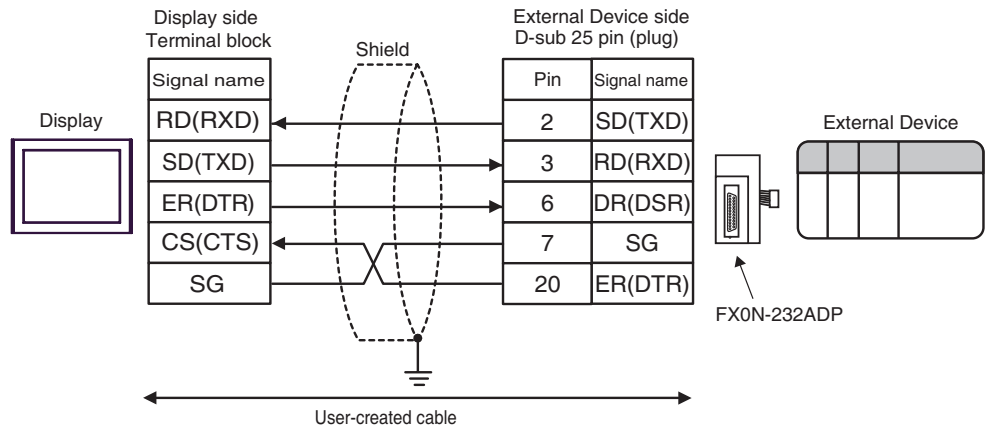 Display side
Terminal block
External Device side
D-sub 25 pin (plug)
Shield
Signal name
Pin
Signal name
Display
RD(RXD)
2
SD(TXD)
External Device
SD(TXD)
3
RD(RXD)
ER(DTR)
6
DR(DSR)
CS(CTS)
7
SG
SG
20
ER(DTR)
FX0N-232ADP
User-created cable